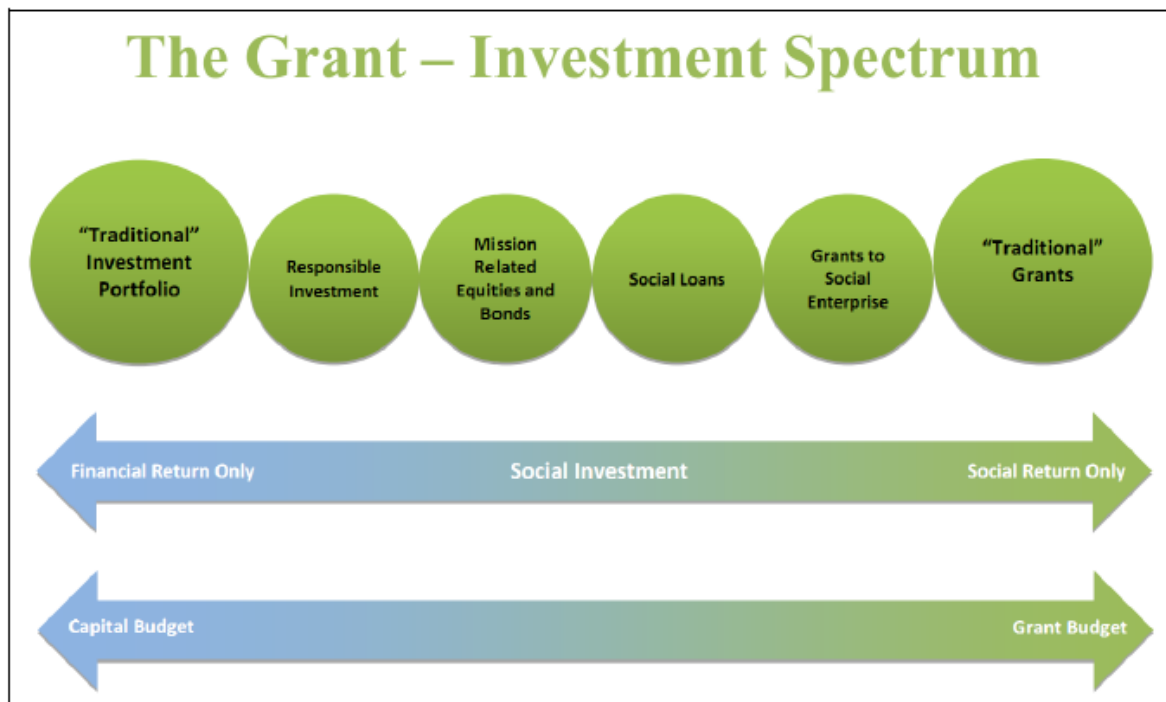 The Grant – Investment Spectrum
“Traditional”
Investment
Portfolio
Responsible
Investment
Mission
Related
Equities and
Bonds
Social Loans
Grants to
Social
Enterprise
“Traditional”
Grants
Financial Return Only
Social Investment
Social Return Only
Capital Budget
Grant Budget